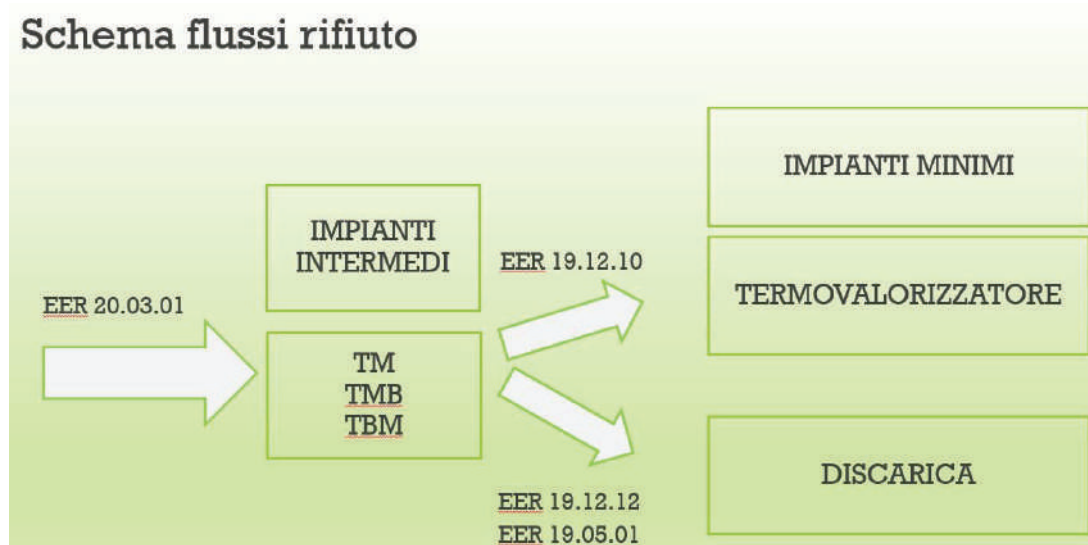 Schema flussi rifiuto
EER 20.03.01
IMPIANTI
INTERMEDI
TM
TMB
TBM
EER 19.12.10
EER 19.12.12
EER 19.05.01
IMPIANTI MINIMI
TERMOVALORIZZATORE
DISCARICA